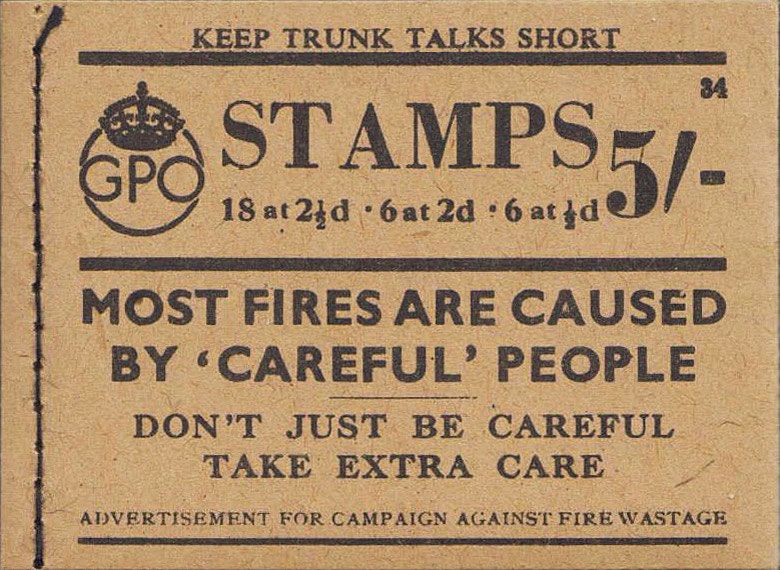 KEEP TRUNK TALKS SHORT
34
GPO
STAMPS 5/-
18 at 2½d · 6 at 2d · 6 at ½d
MOST FIRES ARE CAUSED
BY ‘CAREFUL’ PEOPLE
DON'T JUST BE CAREFUL
TAKE EXTRA CARE
ADVERTISEMENT FOR CAMPAIGN AGAINST FIRE WASTAGE